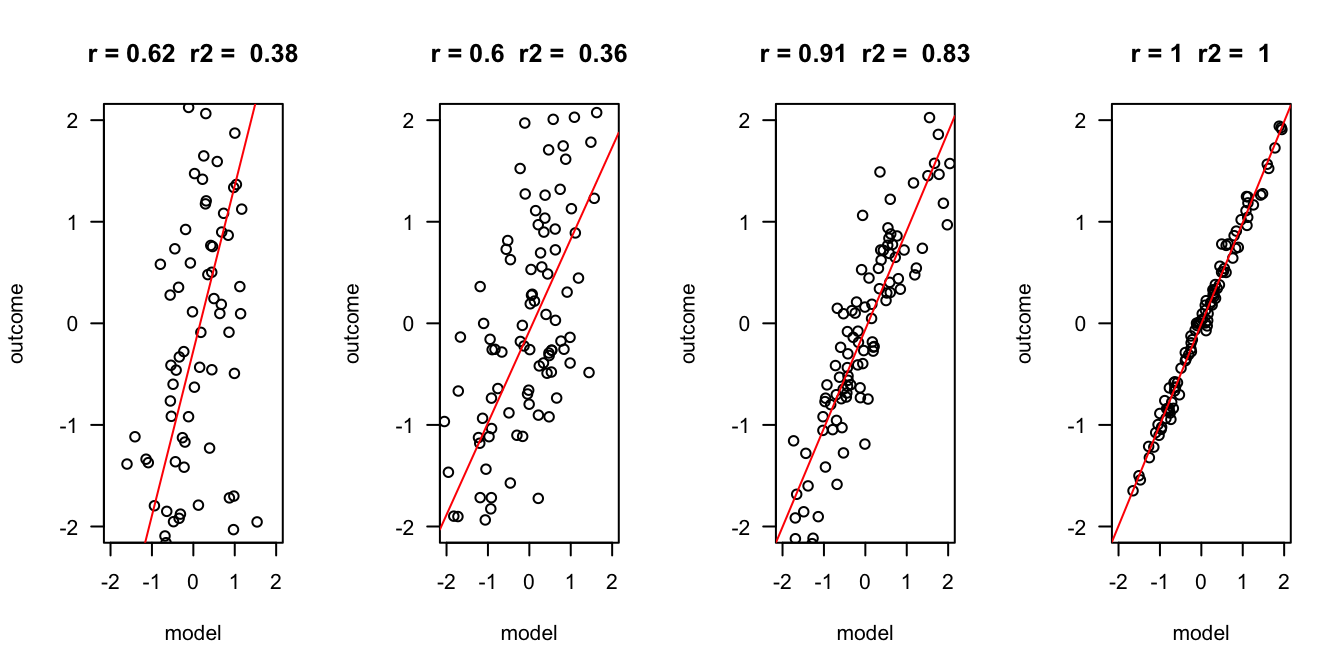 r = 0.62 r2 = 0.38
2
1
0
-1
-2
outcome
-2 -1 0 1 2
model
r = 0.6 r2 = 0.36
2
1
0
-1
-2
outcome
-2 -1 0 1 2
model
r = 0.91 r2 = 0.83
2
1
0
-1
-2
outcome
-2 -1 0 1 2
model
r = 1 r2 = 1
2
1
0
-1
-2
outcome
-2 -1 0 1 2
model